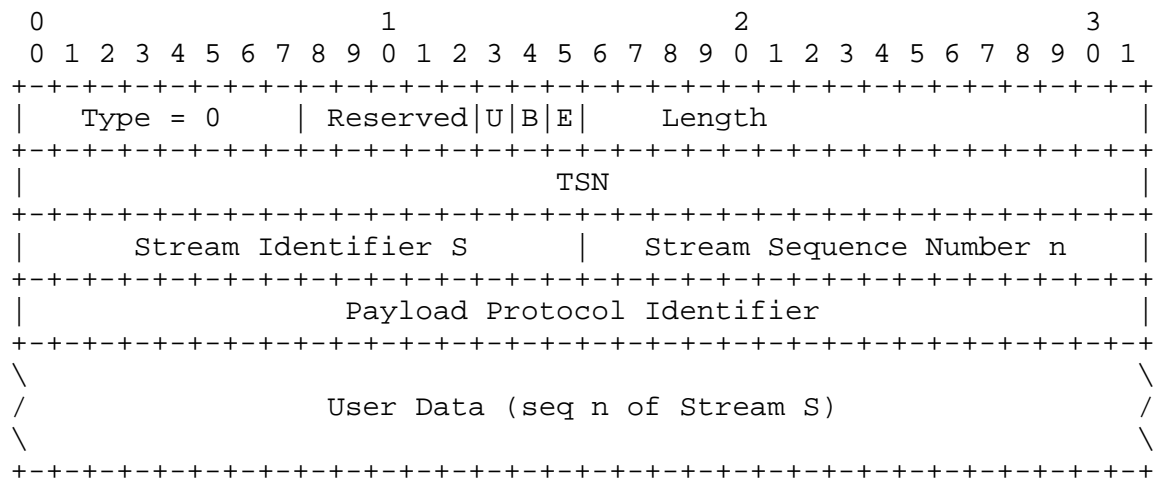 0                   1                   2                   3
 0 1 2 3 4 5 6 7 8 9 0 1 2 3 4 5 6 7 8 9 0 1 2 3 4 5 6 7 8 9 0 1
+-+-+-+-+-+-+-+-+-+-+-+-+-+-+-+-+-+-+-+-+-+-+-+-+-+-+-+-+-+-+-+-+
|   Type = 0    | Reserved|U|B|E|    Length                     |
+-+-+-+-+-+-+-+-+-+-+-+-+-+-+-+-+-+-+-+-+-+-+-+-+-+-+-+-+-+-+-+-+
|                              TSN                              |
+-+-+-+-+-+-+-+-+-+-+-+-+-+-+-+-+-+-+-+-+-+-+-+-+-+-+-+-+-+-+-+-+
|      Stream Identifier S      |   Stream Sequence Number n    |
+-+-+-+-+-+-+-+-+-+-+-+-+-+-+-+-+-+-+-+-+-+-+-+-+-+-+-+-+-+-+-+-+
|                  Payload Protocol Identifier                  |
+-+-+-+-+-+-+-+-+-+-+-+-+-+-+-+-+-+-+-+-+-+-+-+-+-+-+-+-+-+-+-+-+
\                                                               \
/                 User Data (seq n of Stream S)                 /
\                                                               \
+-+-+-+-+-+-+-+-+-+-+-+-+-+-+-+-+-+-+-+-+-+-+-+-+-+-+-+-+-+-+-+-+